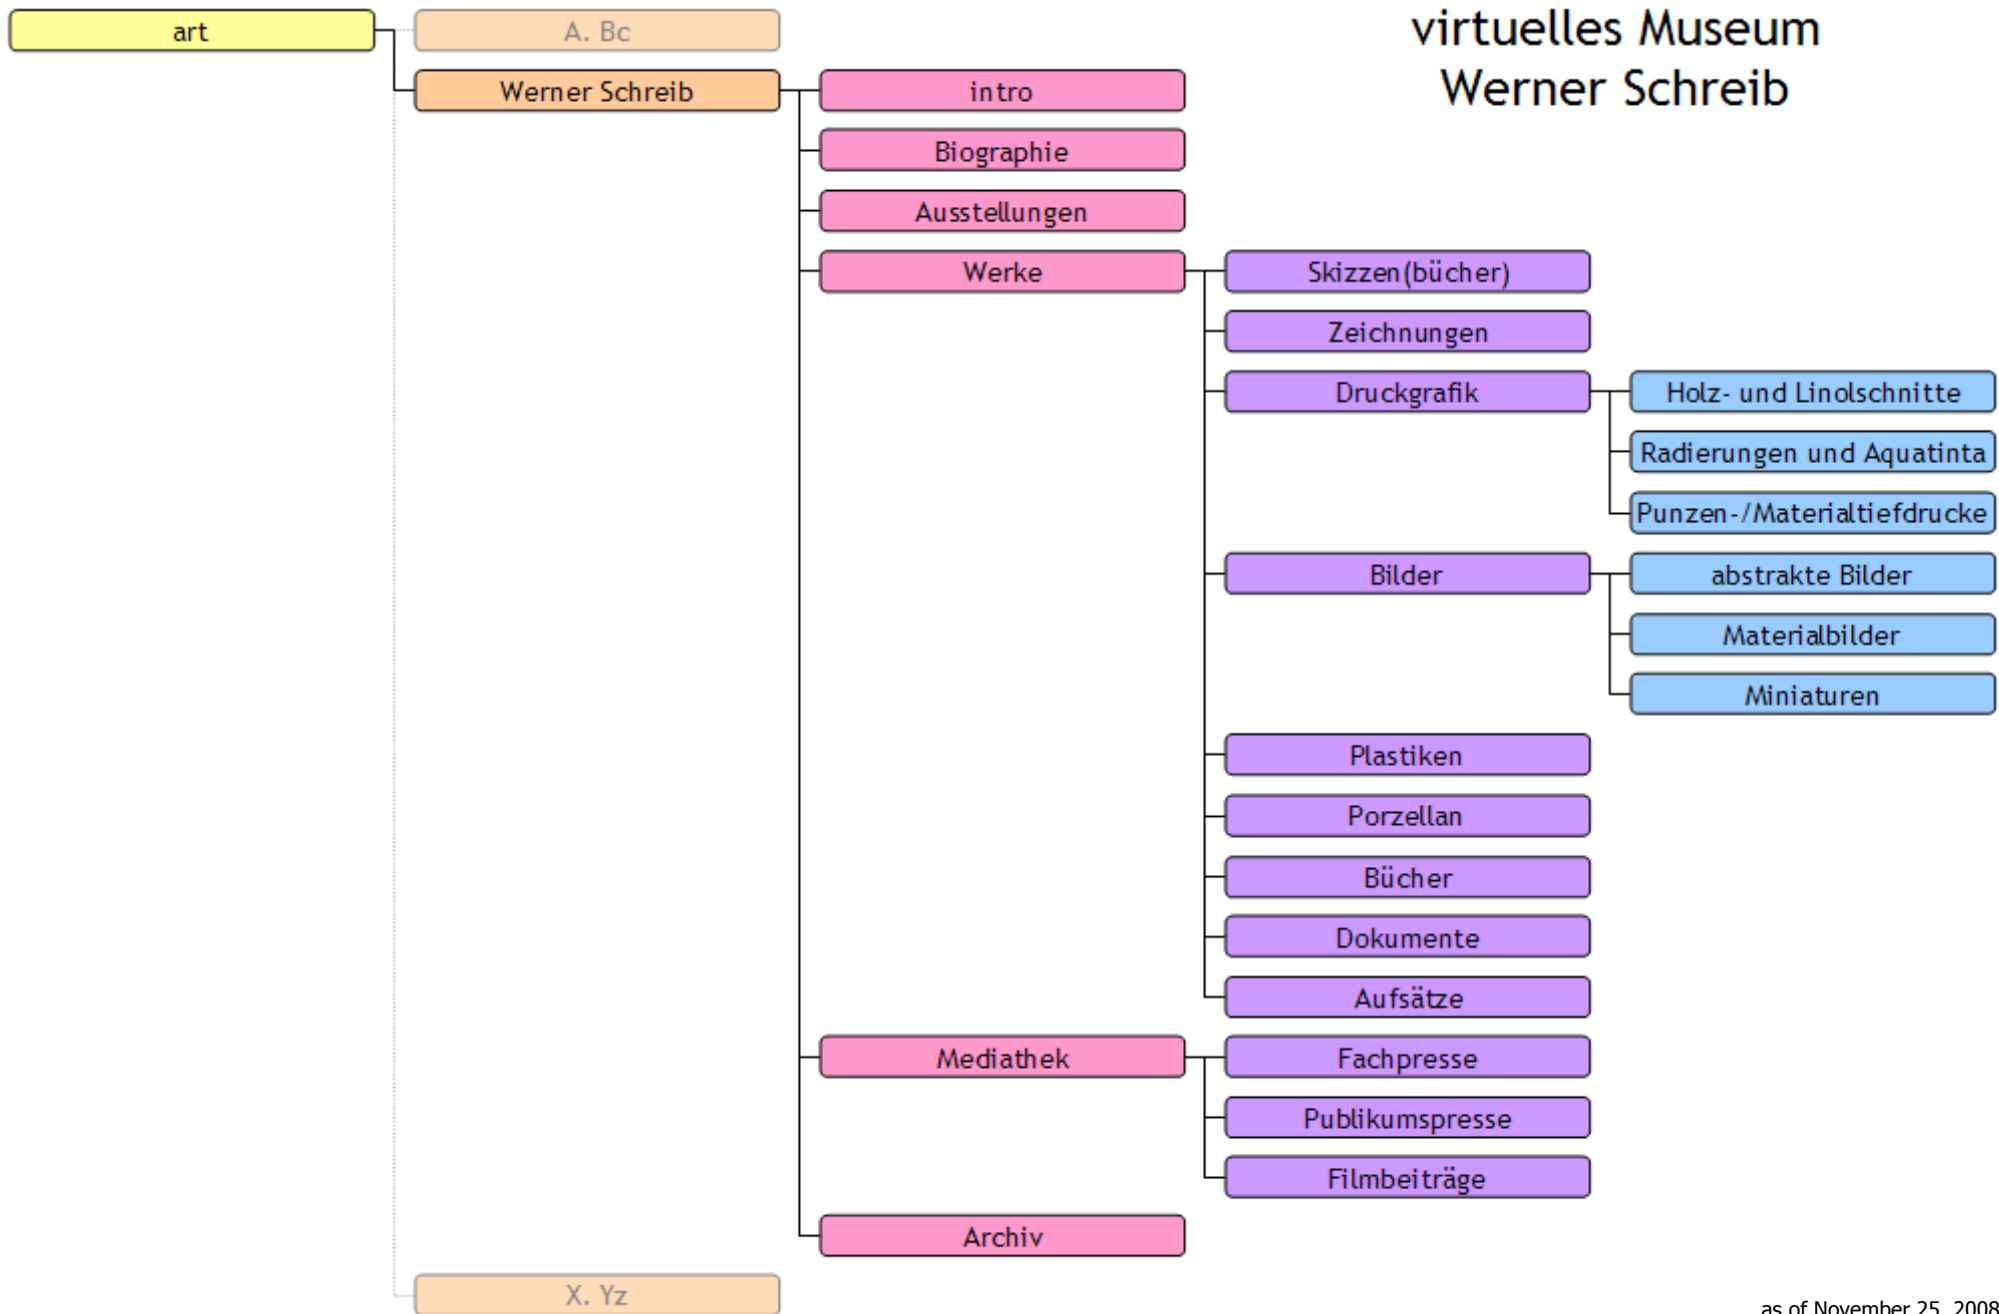 virtuelles Museum
Werner Schreib
art
A. Bc
Werner Schreib
intro
Biographie
Ausstellungen
Werke
Skizzen(bücher)
Zeichnungen
Druckgrafik
Holz- und Linolschnitte
Radierungen und Aquatinta
Punzen-/Materialtiefdrucke
Bilder
abstrakte Bilder
Materialbilder
Miniaturen
Plastiken
Porzellan
Bücher
Dokumente
Aufsätze
Mediathek
Fachpresse
Publikumspresse
Filmbeiträge
Archiv
X. Yz
as of November 25, 2008